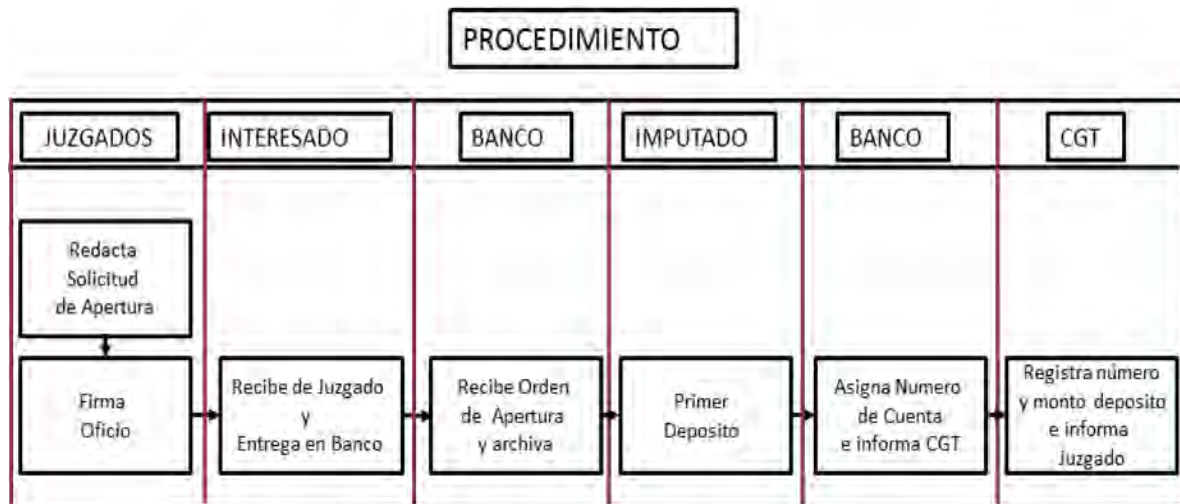 PROCEDIMIENTO
JUZGADOS
INTERESADO
BANCO
IMPUTADO
BANCO
CGT
Redacta
Solicitud
de Apertura
Firma
Oficio
Recibe de Juzgado
y
Entrega en Banco
Recibe Orden
de Apertura
y archiva
Primer
Deposito
Asigna Numero
de Cuenta
e informa CGT
Registra número
y monto deposito
e informa
Juzgado